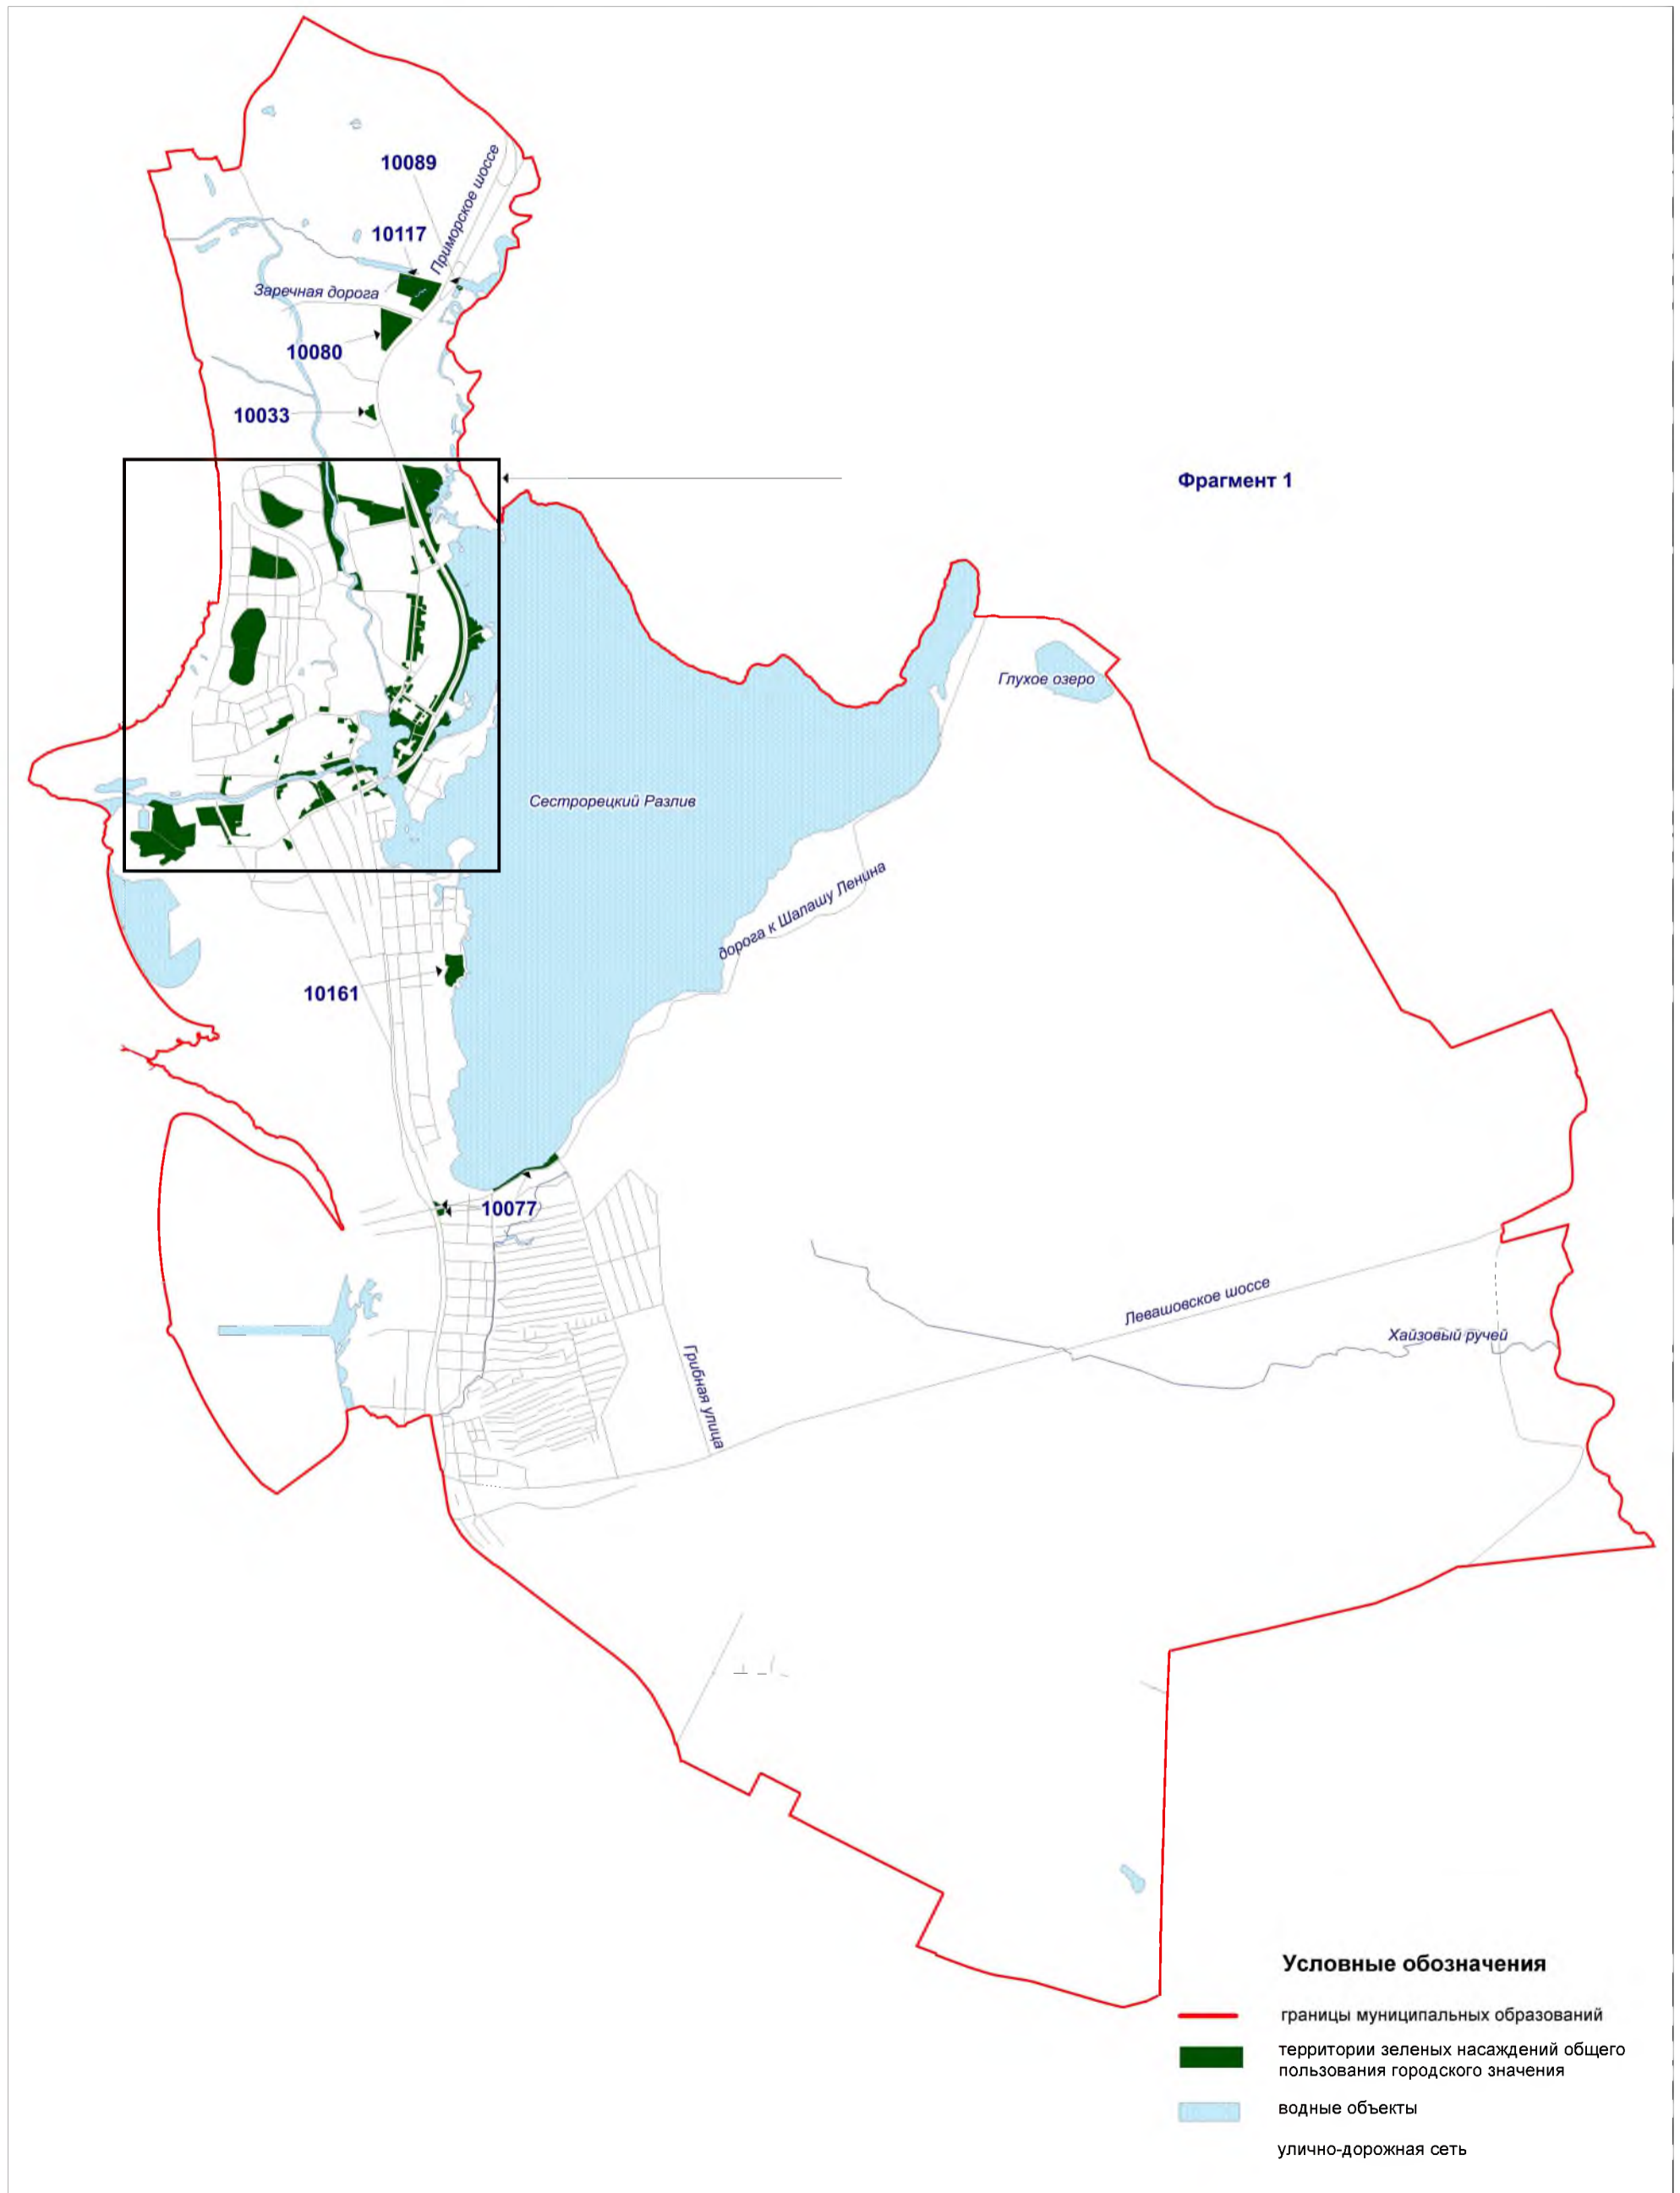 10089
Приморское шоссе
10117
Заречная дорога
10080
10033
Фрагмент 1
Глухое озеро
Сестрорецкий Разлив
дорога к Шалашу Ленина
10161
10077
Левашовское шоссе
Хайзовый ручей
Грибная улица
Условные обозначения
границы муниципальных образований
территории зеленых насаждений общего
пользования городского значения
водные объекты
улично-дорожная сеть